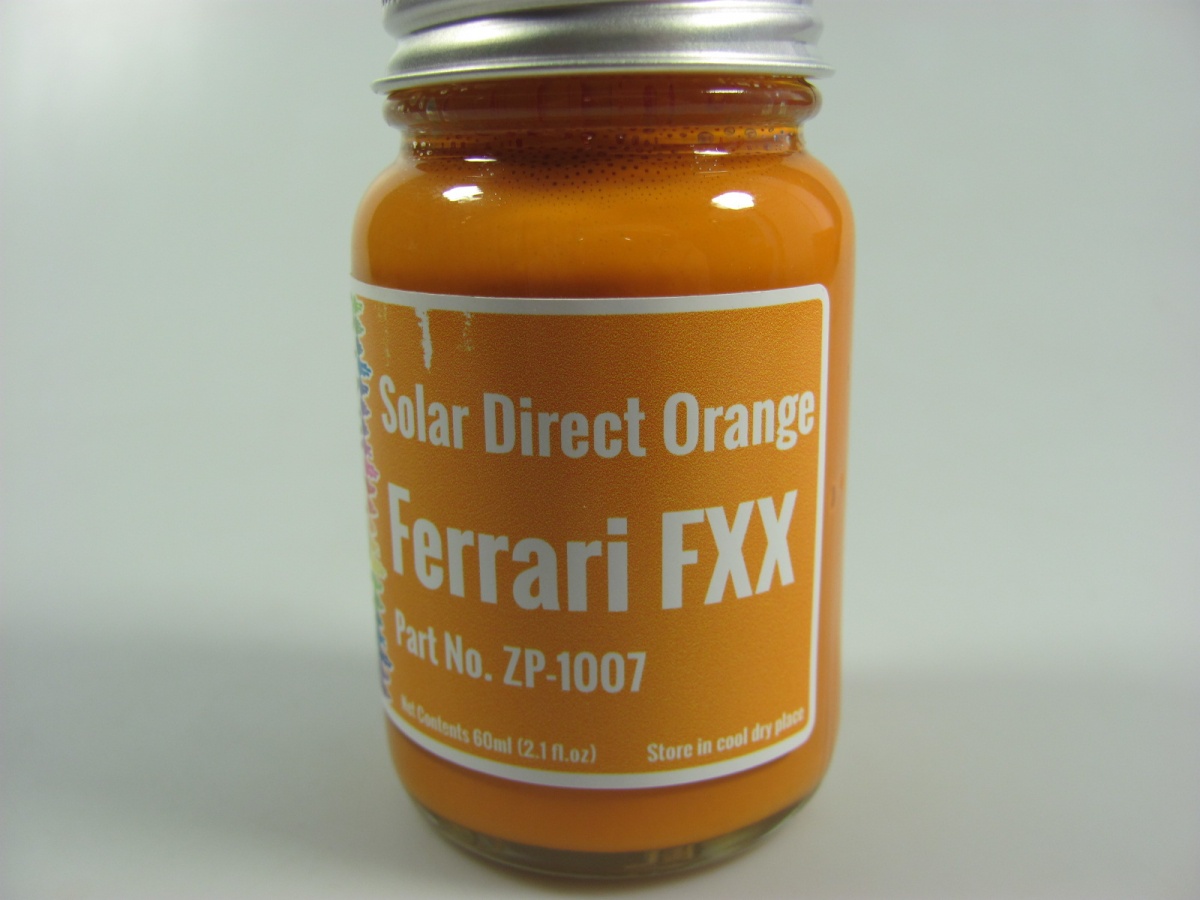 Solar Direct Orange
Ferrari FXX
Part No. ZP-1007
Net Contents 60ml (2.1 fl.oz) Store in cool dry place